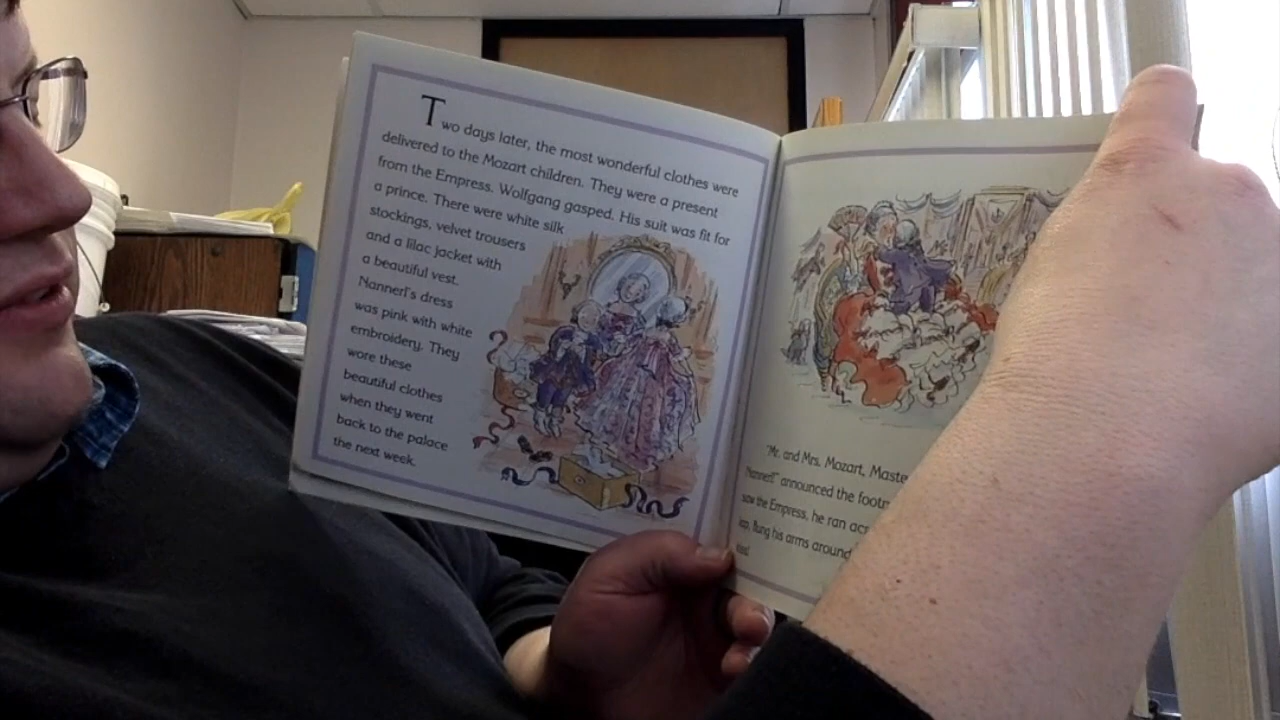 Two days later, the most wonderful clothes were
delivered to the Mozart children. They were a present
from the Empress. Wolfgang gasped. His suit was fit for
a prince. There were white silk
stockings, velvet trousers
and a lilac jacket with
a beautiful vest.
Nannerl's dress
was pink with white
embroidery. They
wore these
beautiful clothes
when they went
back to the palace
the next week.
"Mr. and Mrs. Mozart, Maste
Nannerl!" announced the foot
saw the Empress, he ran acr
lap, flung his arms around
kiss!